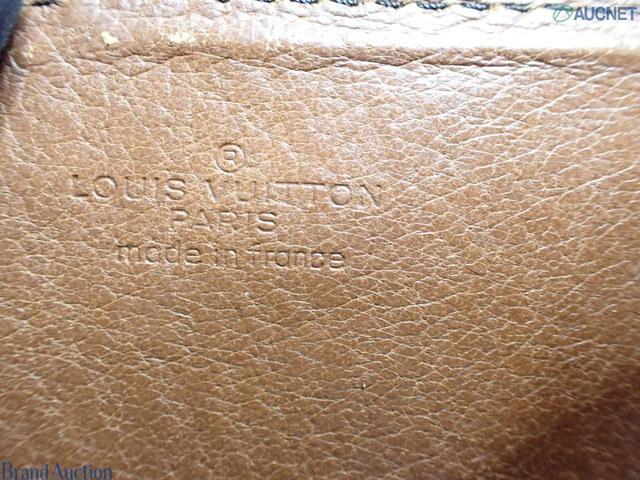 AUCNET
®
LOUIS VUITTON
PARIS
made in france
Brand Auction